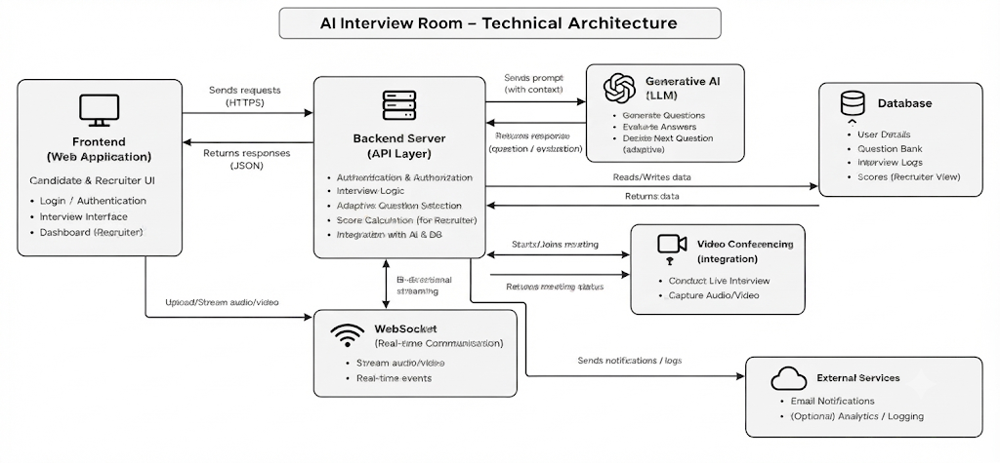 AI Interview Room – Technical Architecture
Sends requests
(HTTPS)
Returns responses
(JSON)
Frontend
(Web Application)
Candidate & Recruiter UI
• Login / Authentication
• Interview Interface
• Dashboard (Recruiter)
Backend Server
(API Layer)
• Authentication & Authorization
• Interview Logic
• Adaptive Question Selection
• Score Calculation (for Recruiter)
• Integration with AI & DB
Sends prompt
(with context)
Returns response
(question / evaluation)
Generative AI
(LLM)
• Generate Questions
• Evaluate Answers
• Decide Next Question
(adaptive)
Reads/Writes data
Returns data
Database
• User Details
• Question Bank
• Interview Logs
• Scores (Recruiter View)
Starts/Joins meeting
Returns meeting status
Video Conferencing
(integration)
• Conduct Live Interview
• Capture Audio/Video
Bi-directional
streaming
Upload/Stream audio/video
WebSocket
(Real-time Communication)
• Stream audio/video
• Real-time events
Sends notifications / logs
External Services
• Email Notifications
• (Optional) Analytics / Logging